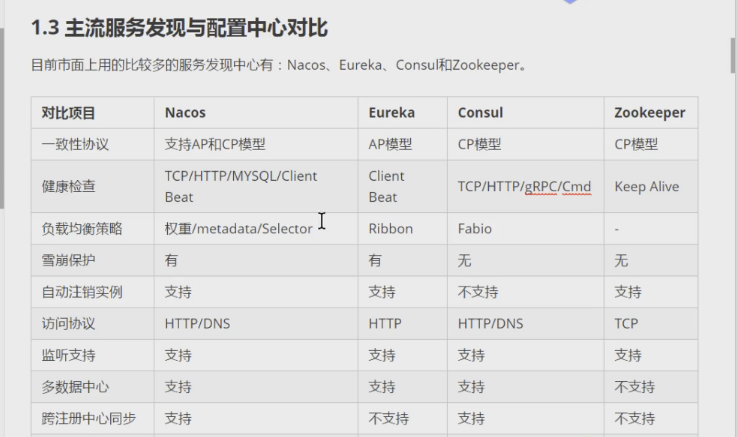 1.3 主流服务发现与配置中心对比
目前市面上用的比较多的服务发现中心有：Nacos、Eureka、Consul和Zookeeper。
对比项目 Nacos Eureka Consul Zookeeper
一致性协议 支持AP和CP模型 AP模型 CP模型 CP模型
健康检查 TCP/HTTP/MYSQL/Client Beat Client Beat TCP/HTTP/gRPC/Cmd Keep Alive
负载均衡策略 权重/metadata/Selector Ribbon Fabio -
雪崩保护 有 有 无 无
自动注销实例 支持 支持 不支持 支持
访问协议 HTTP/DNS HTTP HTTP/DNS TCP
监听支持 支持 支持 支持 支持
多数据中心 支持 支持 支持 不支持
跨注册中心同步 支持 不支持 支持 不支持